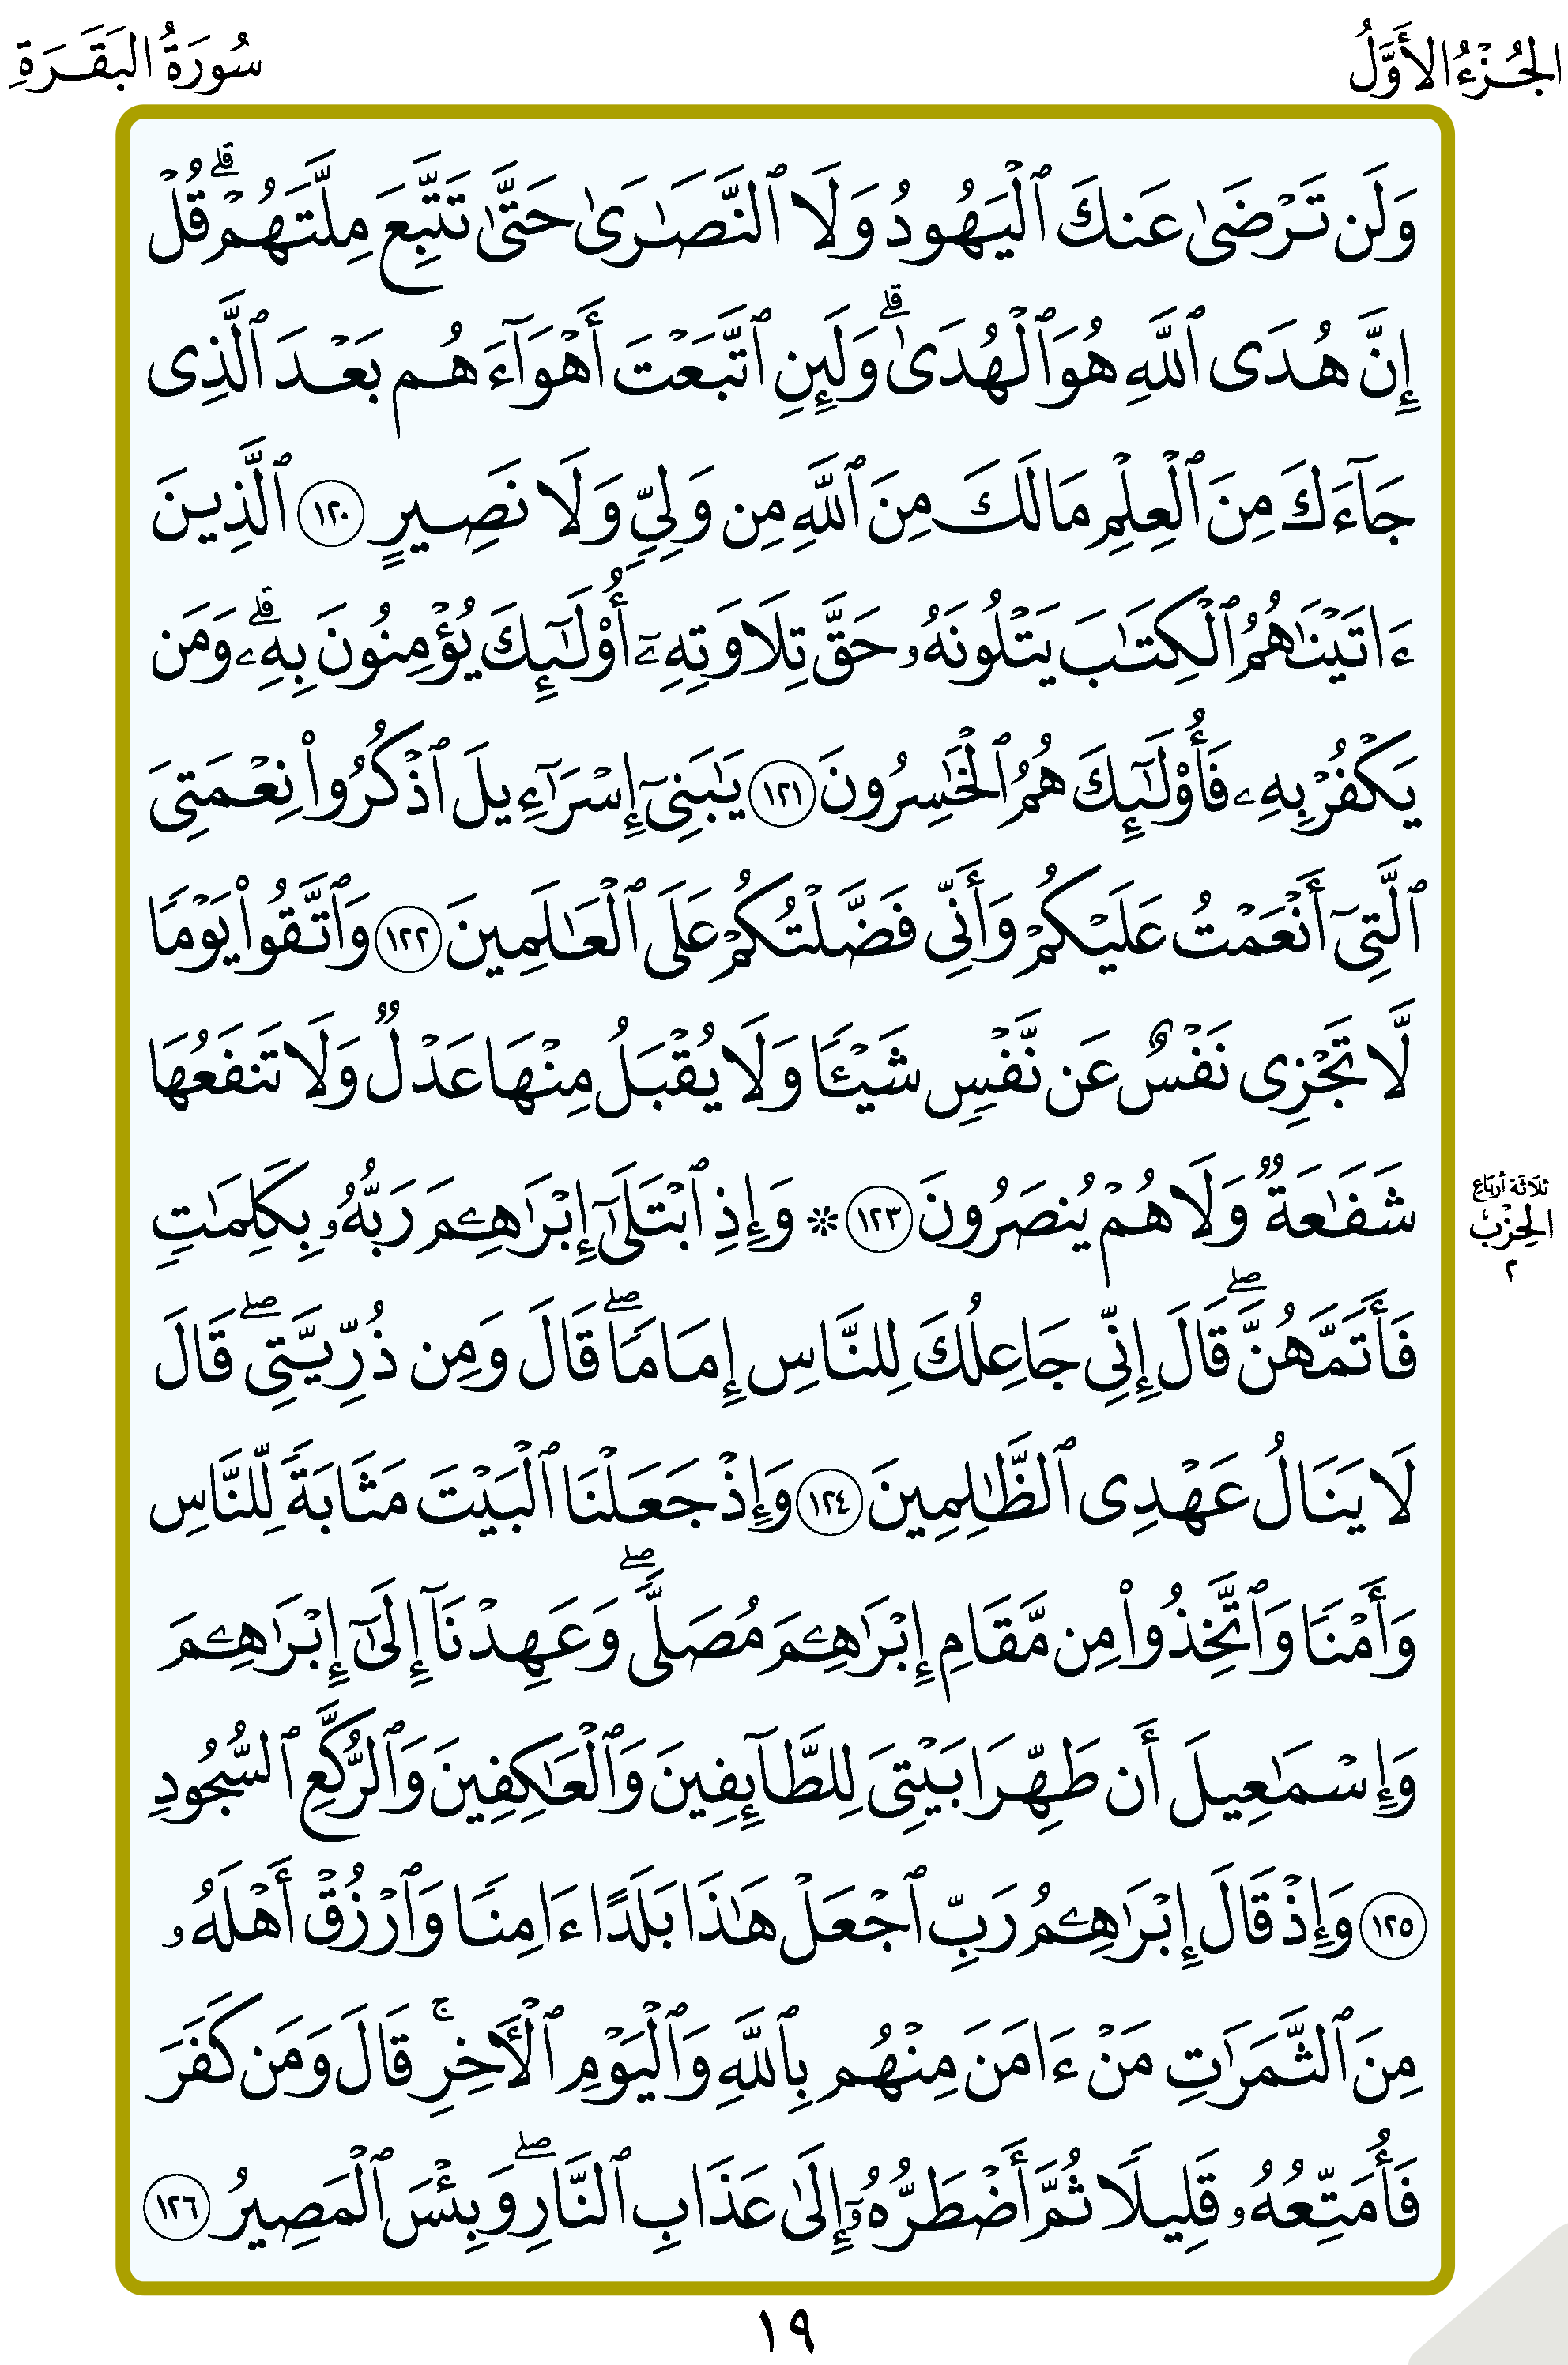 الجُزْءُ الأَوَّلُ
سُورَةُ البَقَرَةِ
وَلَن تَرْضَىٰ عَنكَ ٱلْيَهُودُ وَلَا ٱلنَّصَـٰرَىٰ حَتَّىٰ تَتَّبِعَ مِلَّتَهُمْ ۗ قُلْ
إِنَّ هُدَى ٱللَّهِ هُوَ ٱلْهُدَىٰ ۗ وَلَئِنِ ٱتَّبَعْتَ أَهْوَآءَهُم بَعْدَ ٱلَّذِى
جَآءَكَ مِنَ ٱلْعِلْمِ مَا لَكَ مِنَ ٱللَّهِ مِن وَلِىٍّ وَلَا نَصِيرٍ ١٢٠ ٱلَّذِينَ
ءَاتَيْنَـٰهُمُ ٱلْكِتَـٰبَ يَتْلُونَهُۥ حَقَّ تِلَاوَتِهِۦٓ أُو۟لَـٰٓئِكَ يُؤْمِنُونَ بِهِۦ ۗ وَمَن
يَكْفُرْ بِهِۦ فَأُو۟لَـٰٓئِكَ هُمُ ٱلْخَـٰسِرُونَ ١٢١ يَـٰبَنِىٓ إِسْرَٰٓءِيلَ ٱذْكُرُوا۟ نِعْمَتِىَ
ٱلَّتِىٓ أَنْعَمْتُ عَلَيْكُمْ وَأَنِّى فَضَّلْتُكُمْ عَلَى ٱلْعَـٰلَمِينَ ١٢٢ وَٱتَّقُوا۟ يَوْمًا
لَّا تَجْزِى نَفْسٌ عَن نَّفْسٍ شَيْـًٔا وَلَا يُقْبَلُ مِنْهَا عَدْلٌ وَلَا تَنفَعُهَا
شَفَـٰعَةٌ وَلَا هُمْ يُنصَرُونَ ١٢٣ ۞ وَإِذِ ٱبْتَلَىٰٓ إِبْرَٰهِـۧمَ رَبُّهُۥ بِكَلِمَـٰتٍ
ثلاثة أرباع
الحِزْب
٢
فَأَتَمَّهُنَّ ۖ قَالَ إِنِّى جَاعِلُكَ لِلنَّاسِ إِمَامًا ۖ قَالَ وَمِن ذُرِّيَّتِى ۖ قَالَ
لَا يَنَالُ عَهْدِى ٱلظَّـٰلِمِينَ ١٢٤ وَإِذْ جَعَلْنَا ٱلْبَيْتَ مَثَابَةً لِّلنَّاسِ
وَأَمْنًا وَٱتَّخِذُوا۟ مِن مَّقَامِ إِبْرَٰهِـۧمَ مُصَلًّى ۖ وَعَهِدْنَآ إِلَىٰٓ إِبْرَٰهِـۧمَ
وَإِسْمَـٰعِيلَ أَن طَهِّرَا بَيْتِىَ لِلطَّآئِفِينَ وَٱلْعَـٰكِفِينَ وَٱلرُّكَّعِ ٱلسُّجُودِ
١٢٥ وَإِذْ قَالَ إِبْرَٰهِـۧمُ رَبِّ ٱجْعَلْ هَـٰذَا بَلَدًا ءَامِنًا وَٱرْزُقْ أَهْلَهُۥ
مِنَ ٱلثَّمَرَٰتِ مَنْ ءَامَنَ مِنْهُم بِٱللَّهِ وَٱلْيَوْمِ ٱلْـَٔاخِرِ ۚ قَالَ وَمَن كَفَرَ
فَأُمَتِّعُهُۥ قَلِيلًا ثُمَّ أَضْطَرُّهُۥٓ إِلَىٰ عَذَابِ ٱلنَّارِ ۖ وَبِئْسَ ٱلْمَصِيرُ ١٢٦
١٩